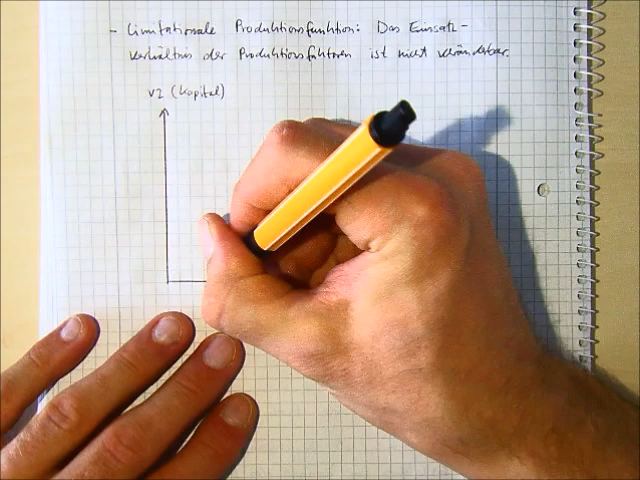 - Limitationale Produktionsfunktion: Das Einsatz-
verhältnis der Produktionsfaktoren ist nicht veränderbar.
v2 (Kapital)